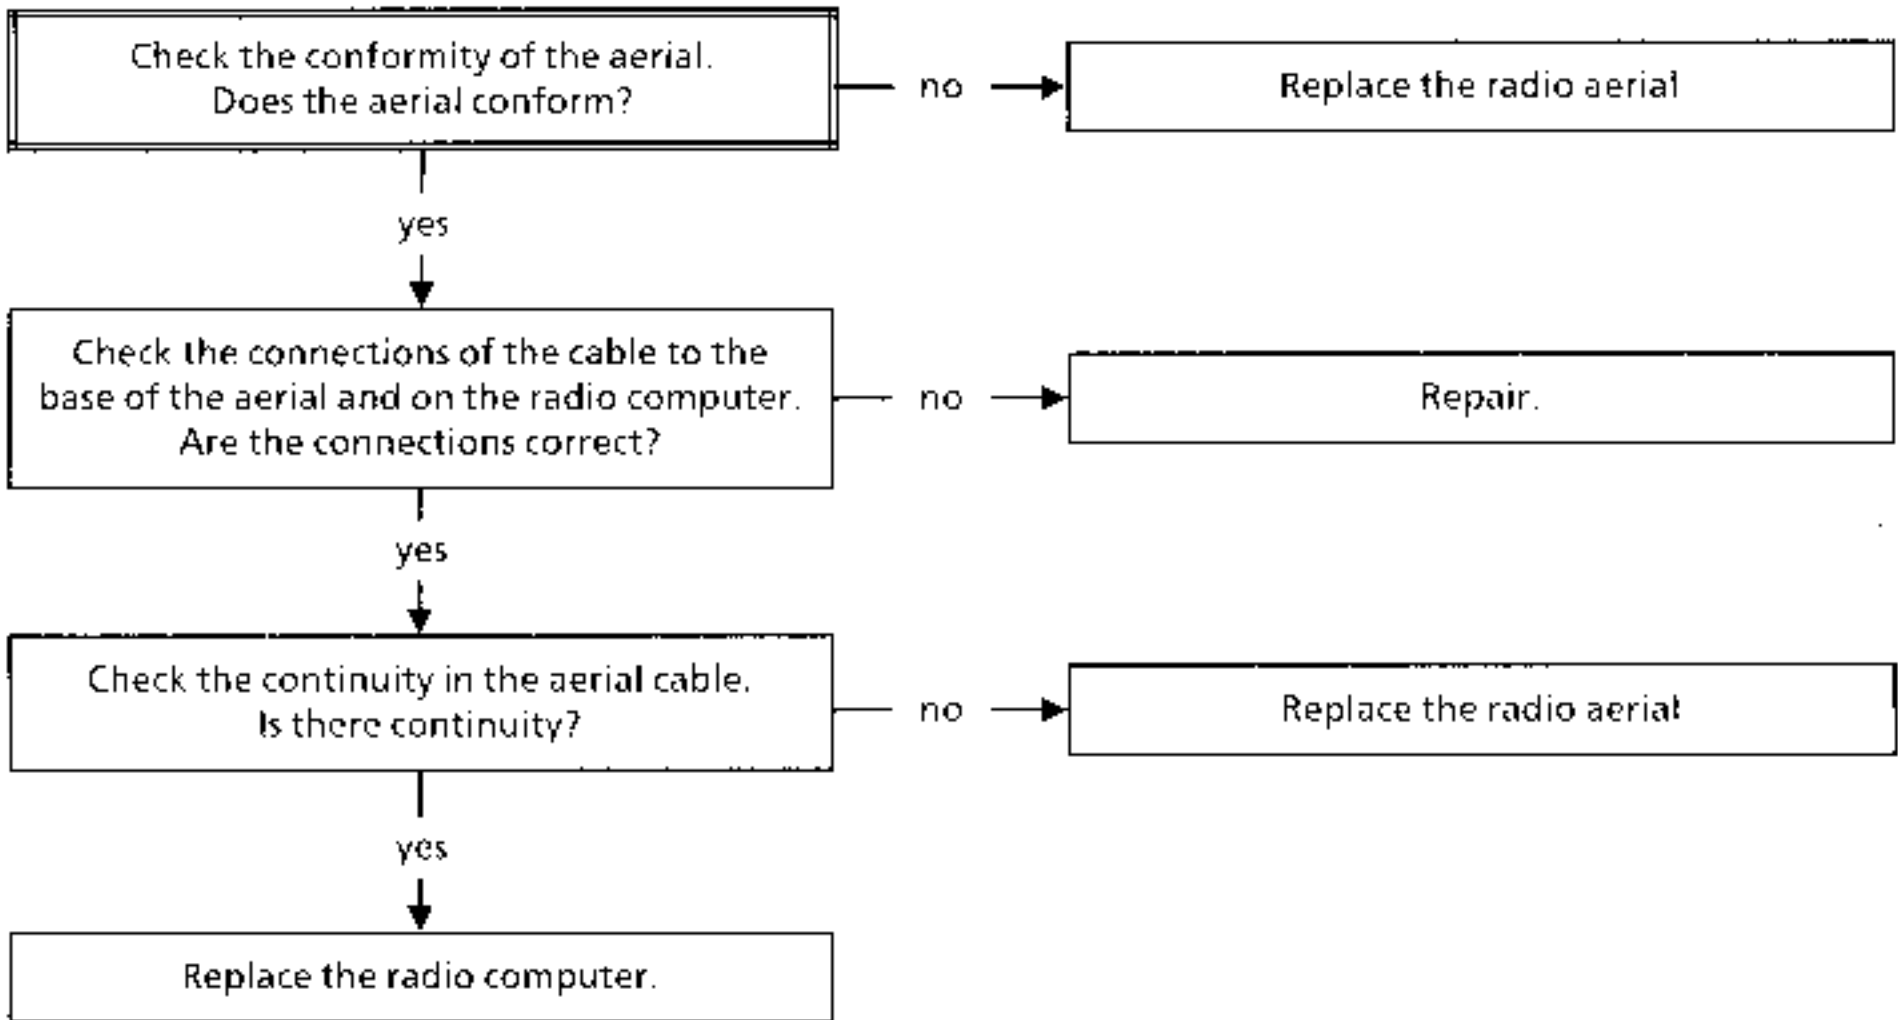 Check the conformity of the aerial.
Does the aerial conform?
no
Replace the radio aerial
yes
Check the connections of the cable to the
base of the aerial and on the radio computer.
Are the connections correct?
no
Repair.
yes
Check the continuity in the aerial cable.
Is there continuity?
no
Replace the radio aerial
yes
Replace the radio computer.